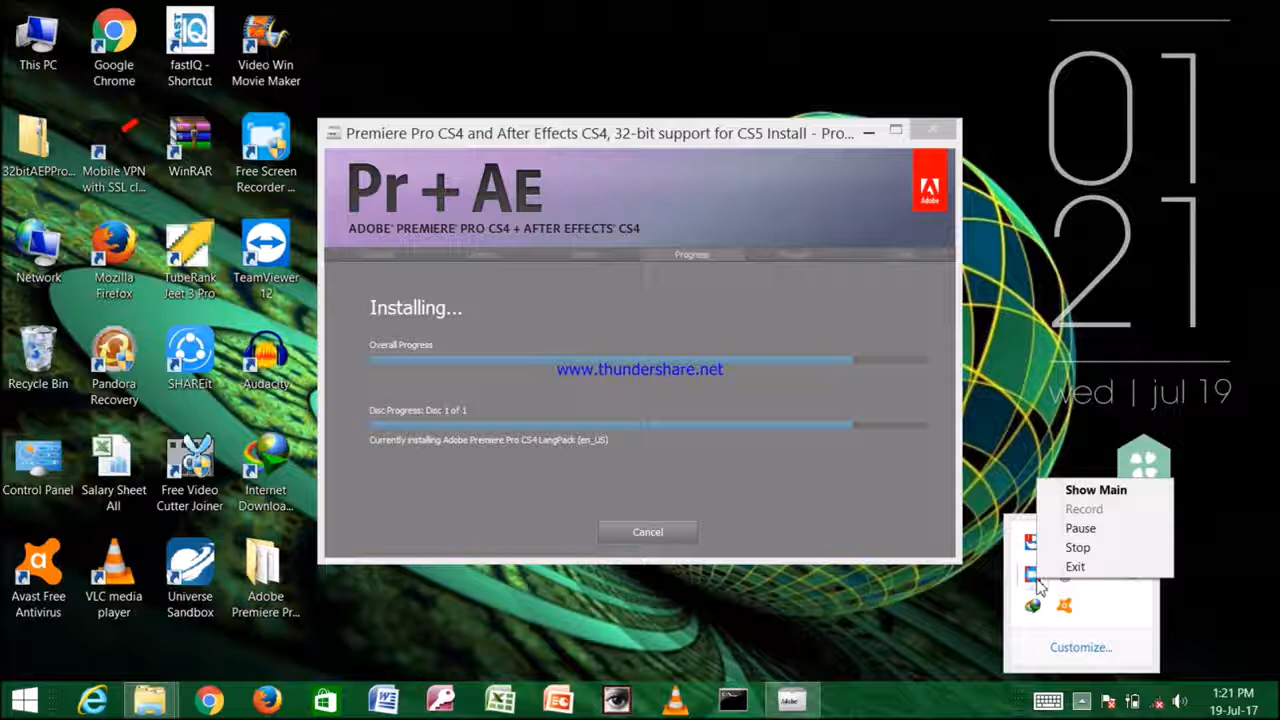 This PC
Google
Chrome
fastIQ -
Shortcut
Video Win
Movie Maker
32bitAEPPro...
Mobile VPN
with SSL cl...
WinRAR
Free Screen
Recorder ...
Network
Mozilla
Firefox
TubeRank
Jeet 3 Pro
TeamViewer
12
Recycle Bin
Pandora
Recovery
SHAREit
Audacity
Control Panel
Salary Sheet
All
Free Video
Cutter Joiner
Internet
Downloa...
Avast Free
Antivirus
VLC media
player
Universe
Sandbox
Adobe
Premiere Pr...
Premiere Pro CS4 and After Effects CS4, 32-bit support for CS5 Install - Pro...
Pr + AE
Adobe
ADOBE® PREMIERE® PRO CS4 + AFTER EFFECTS® CS4
Progress
Installing...
Overall Progress
www.thundershare.net
Disc Progress: Disc 1 of 1
Currently installing Adobe Premiere Pro CS4 LangPack (en_US)
Cancel
01
21
wed | jul 19
Show Main
Record
Pause
Stop
Exit
Customize...
1:21 PM
19-Jul-17